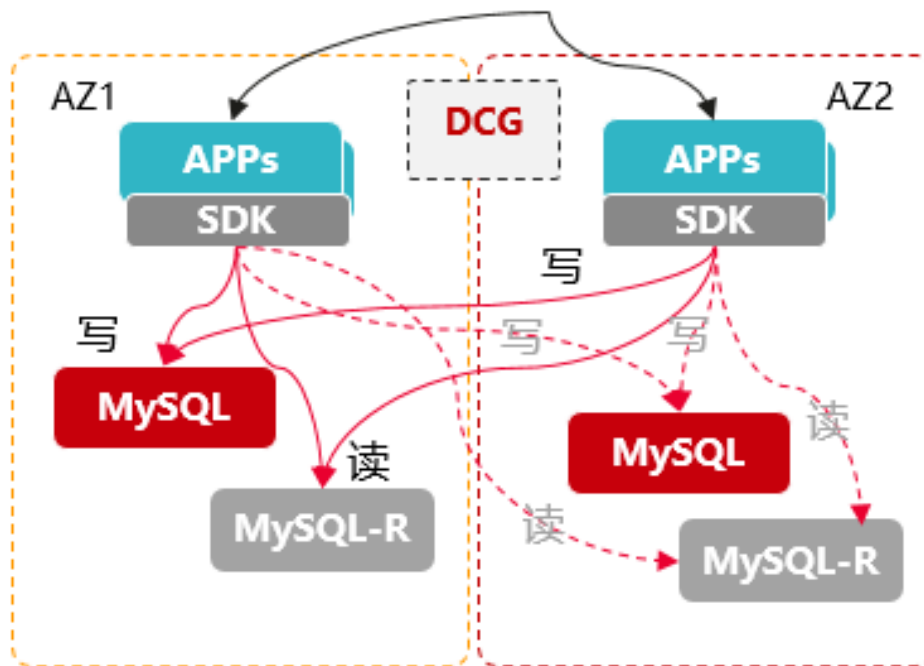 AZ1
DCG
AZ2
APPs
APPs
SDK
SDK
写
写
写
写
MySQL
MySQL
读
读
MySQL-R
读
MySQL-R